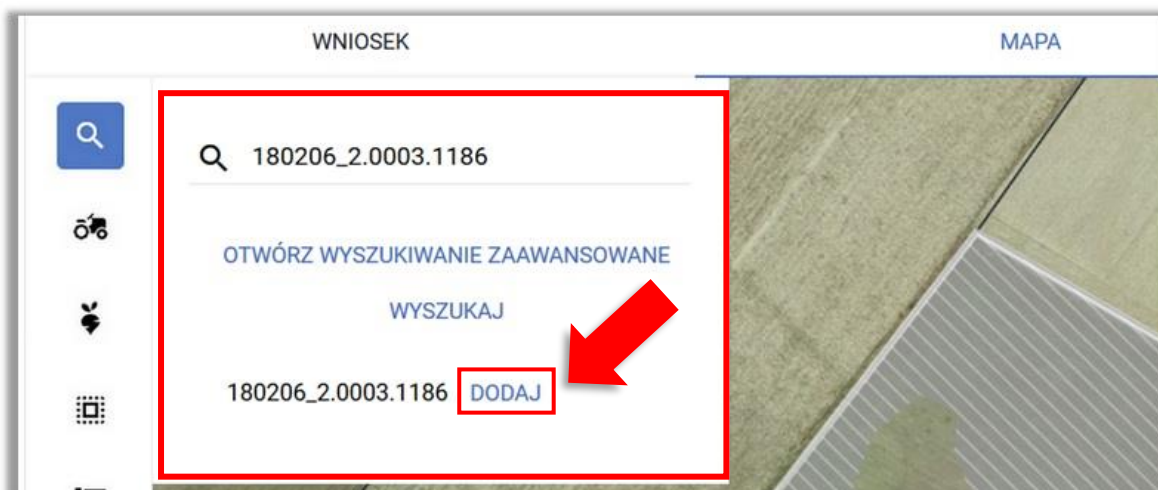 WNIOSEK
MAPA
180206_2.0003.1186
OTWÓRZ WYSZUKIWANIE ZAAWANSOWANE
WYSZUKAJ
180206_2.0003.1186 DODAJ